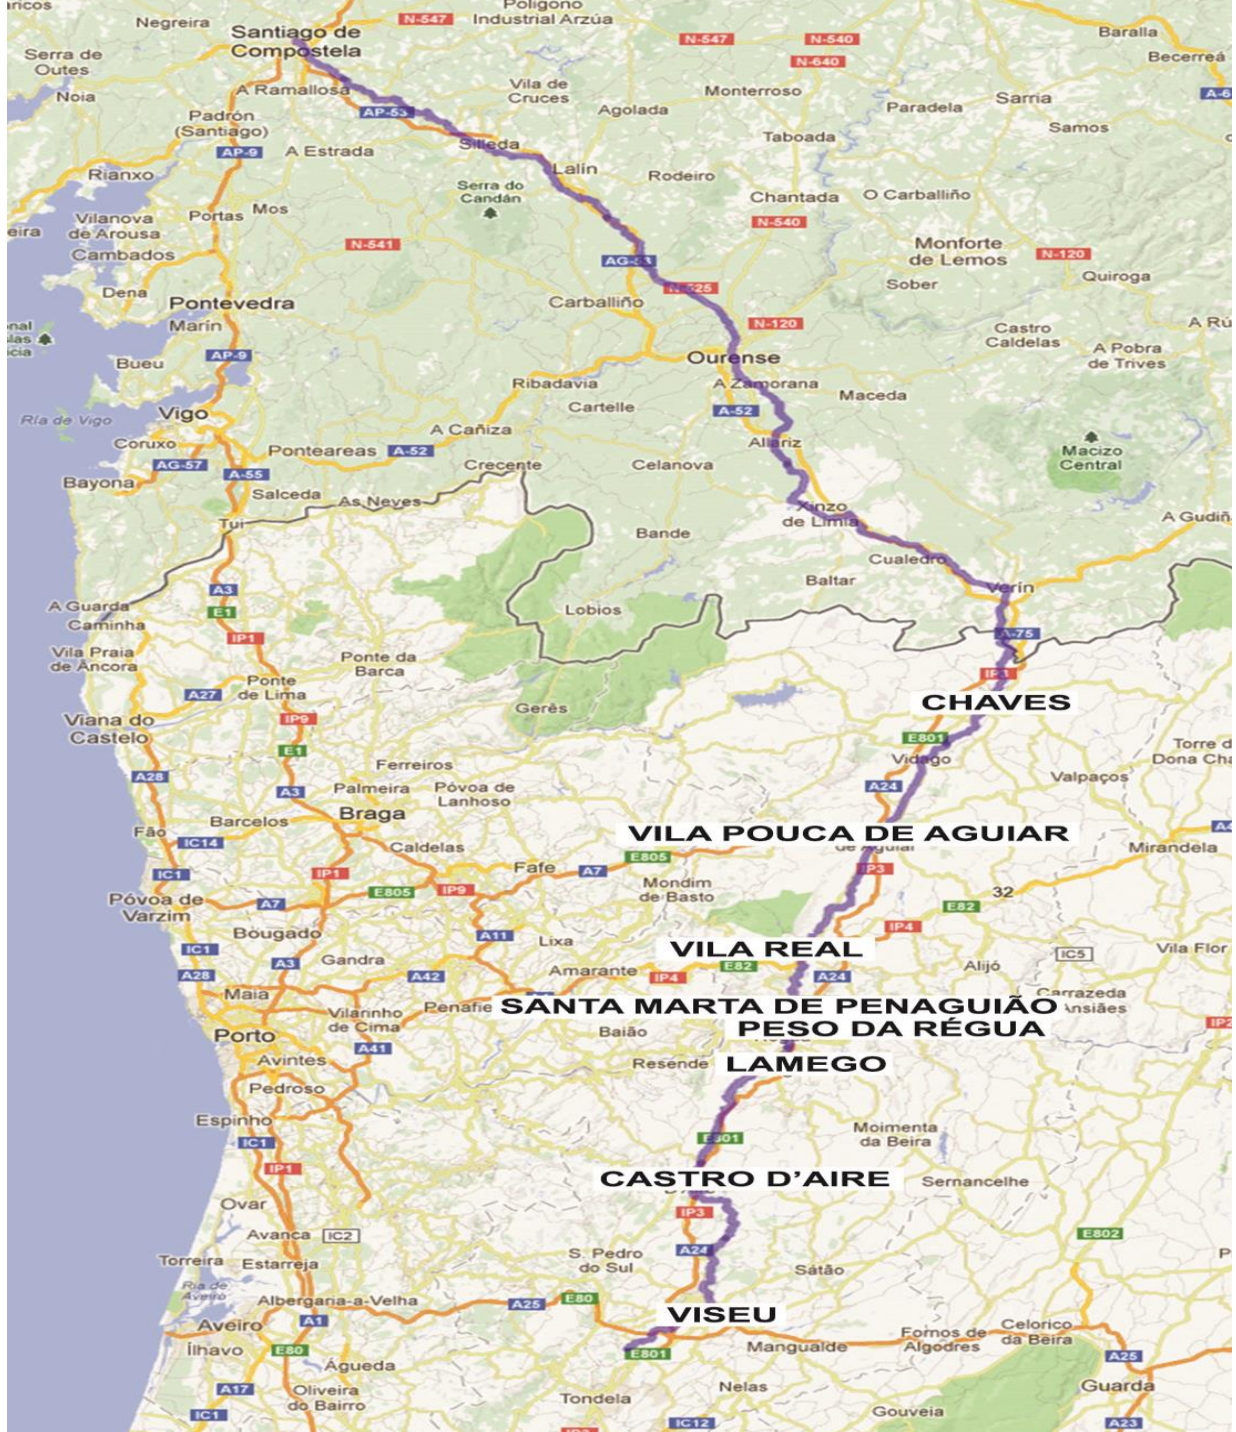 aricos
Negreira
N-547
Polígono
Industrial Arzúa
Santiago de
Compostela
N-547
N-540
N-640
Baralla
Becerreá
Serra de
Outes
Noia
A Ramallosa
Vila de
Cruces
Monterroso
Sarria
A-6
Padrón
(Santiago)
AP-53
Agolada
Paradela
Samos
Taboada
AP-9
A Estrada
Silleda
Lalín
Rianxo
Serra do
Candán
Rodeiro
Chantada
O Carballiño
Vilanova
de Arousa
Portas
Mos
N-540
eira
Cambados
N-541
AG-53
Monforte
de Lemos
N-120
Quiroga
Dena
Pontevedra
Carballiño
N-525
Sober
Marín
N-120
Castro
Caldelas
A Rú
AP-9
Bueu
Ourense
A Pobra
de Trives
Ribadavia
A Zamorana
Maceda
Ría de Vigo
Vigo
Cartelle
A-52
Coruxo
A Cañiza
Allariz
Macizo
Central
Ponteareas
A-52
AG-57
A-55
Crecente
Celanova
Bayona
Salceda
As Neves
Xinzo
de Limia
Tui
Bande
A Gudiñ
Cualedro
Baltar
Verín
A3
A Guarda
E1
Lobios
Caminha
IP1
A-75
Vila Praia
de Âncora
Ponte da
Barca
IP3
A27
Ponte
de Lima
CHAVES
Viana do
Castelo
IP9
Gerês
E801
E1
Vidago
Torre d
Dona Cha
A28
Ferreiros
Valpaços
A3
Palmeira
Póvoa de
Lanhoso
A24
Barcelos
Braga
Fão
VILA POUCA DE AGUIAR
A4
IC14
Caldelas
de Aguiar
Mirandela
E805
IC1
IP1
Fafe
A7
IP3
Póvoa de
Varzim
A7
E805
IP9
Mondim
de Basto
32
E82
Bougado
A11
IP4
IC1
Lixa
VILA REAL
IC5
Vila Flor
A28
A3
Gandra
A42
Amarante
IP4
E82
A24
Alijó
Maia
Penafie
SANTA MARTA DE PENAGUIÃO
Carrazeda
Ansiães
Vilarinho
de Cima
Baião
PESO DA RÉGUA
IP2
Porto
A41
Avintes
Resende
LAMEGO
Pedroso
Espinho
Moimenta
da Beira
IC1
E801
IP1
CASTRO D’AIRE
Sernancelhe
Ovar
IP3
Avanca
IC2
E802
Torreira
Estarreja
S. Pedro
do Sul
A24
Sátão
P
Ria de
Aveiro
Albergaria-a-Velha
A25
E80
VISEU
Aveiro
A1
Celorico
da Beira
Fornos de
Algodres
Ílhavo
E80
E801
Mangualde
A25
Águeda
A17
Oliveira
do Bairro
Nelas
Guarda
Tondela
IC1
IC12
Gouveia
A23